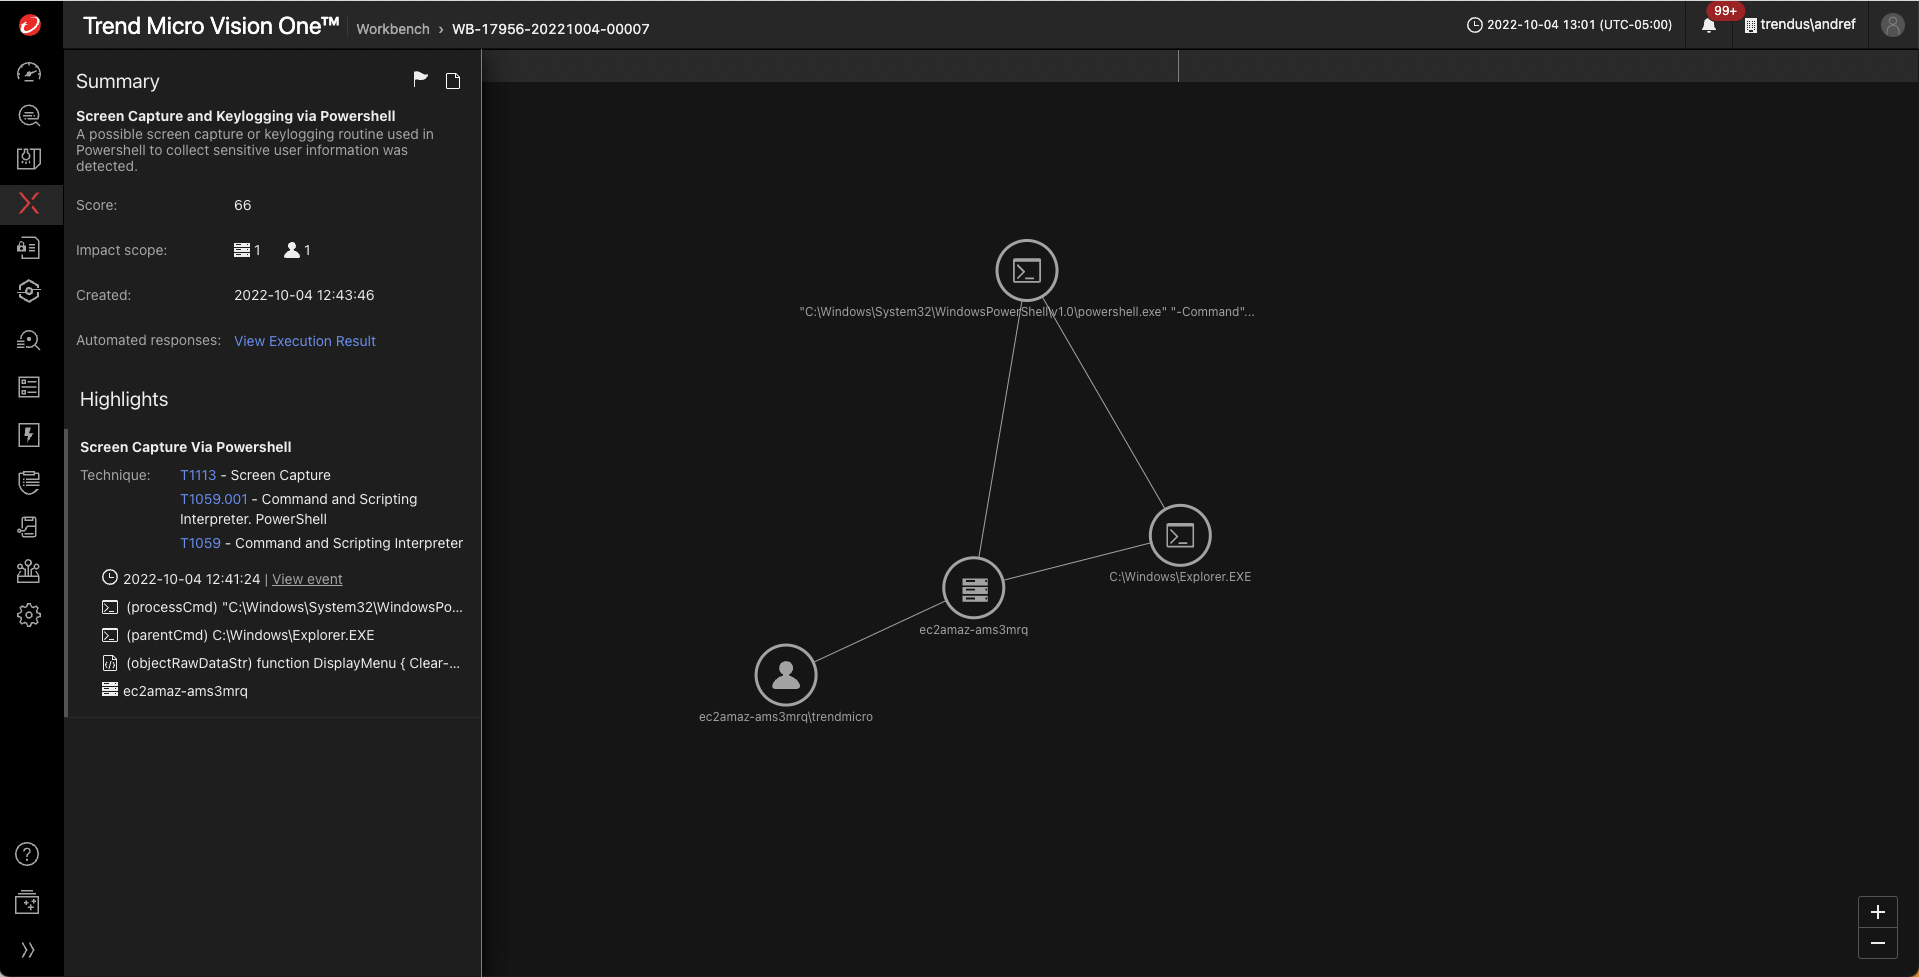 Trend Micro Vision One™
Workbench › WB-17956-20221004-00007
2022-10-04 13:01 (UTC-05:00)
99+
trendus\andref
Summary
Screen Capture and Keylogging via Powershell
A possible screen capture or keylogging routine used in
Powershell to collect sensitive user information was
detected.
Score: 66
Impact scope: 1 1
Created: 2022-10-04 12:43:46
Automated responses: View Execution Result
Highlights
Screen Capture Via Powershell
Technique: T1113 - Screen Capture
T1059.001 - Command and Scripting
Interpreter. PowerShell
T1059 - Command and Scripting Interpreter
2022-10-04 12:41:24 | View event
(processCmd) "C:\Windows\System32\WindowsPo...
(parentCmd) C:\Windows\Explorer.EXE
(objectRawDataStr) function DisplayMenu { Clear-...
ec2amaz-ams3mrq
"C:\Windows\System32\WindowsPowerShell\v1.0\powershell.exe" "-Command"...
C:\Windows\Explorer.EXE
ec2amaz-ams3mrq
ec2amaz-ams3mrq\trendmicro